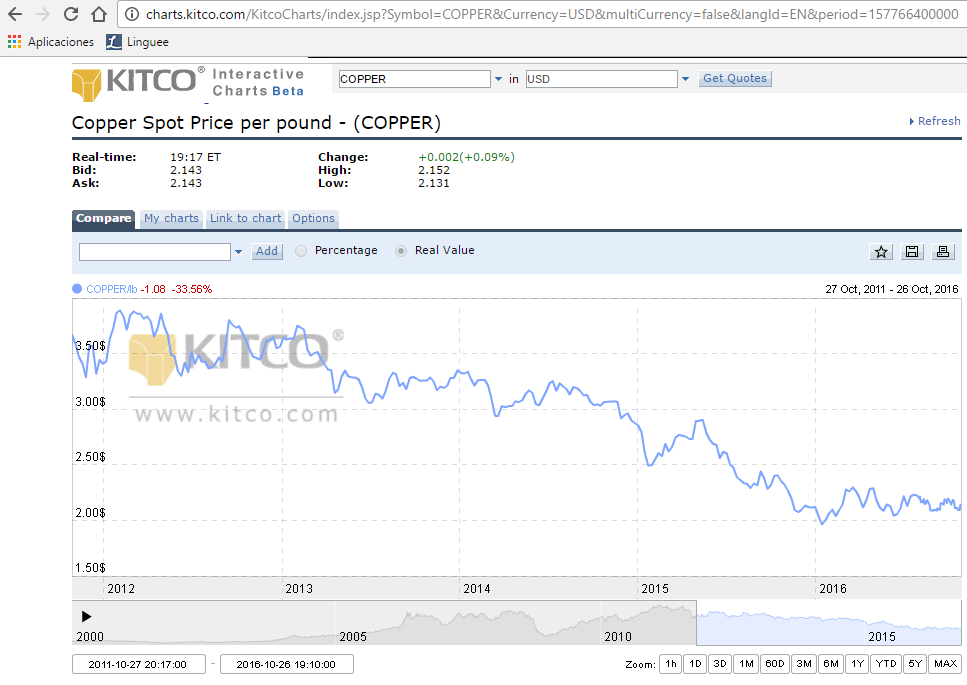 charts.kitco.com/KitcoCharts/index.jsp?Symbol=COPPER&Currency=USD&multiCurrency=false&langId=EN&period=157766400000
Aplicaciones Linguee
KITCO® Interactive Charts Beta
COPPER in USD Get Quotes
Copper Spot Price per pound - (COPPER) Refresh
Real-time: 19:17 ET Change: +0.002(+0.09%)
Bid: 2.143 High: 2.152
Ask: 2.143 Low: 2.131
Compare My charts Link to chart Options
Add Percentage Real Value
COPPER/lb -1.08 -33.56% 27 Oct, 2011 - 26 Oct, 2016
KITCO®
3.50$
3.00$
www.kitco.com
2.50$
2.00$
1.50$
2012 2013 2014 2015 2016
2000 2005 2010 2015
2011-10-27 20:17:00 - 2016-10-26 19:10:00 Zoom: 1h 1D 3D 1M 60D 3M 6M 1Y YTD 5Y MAX